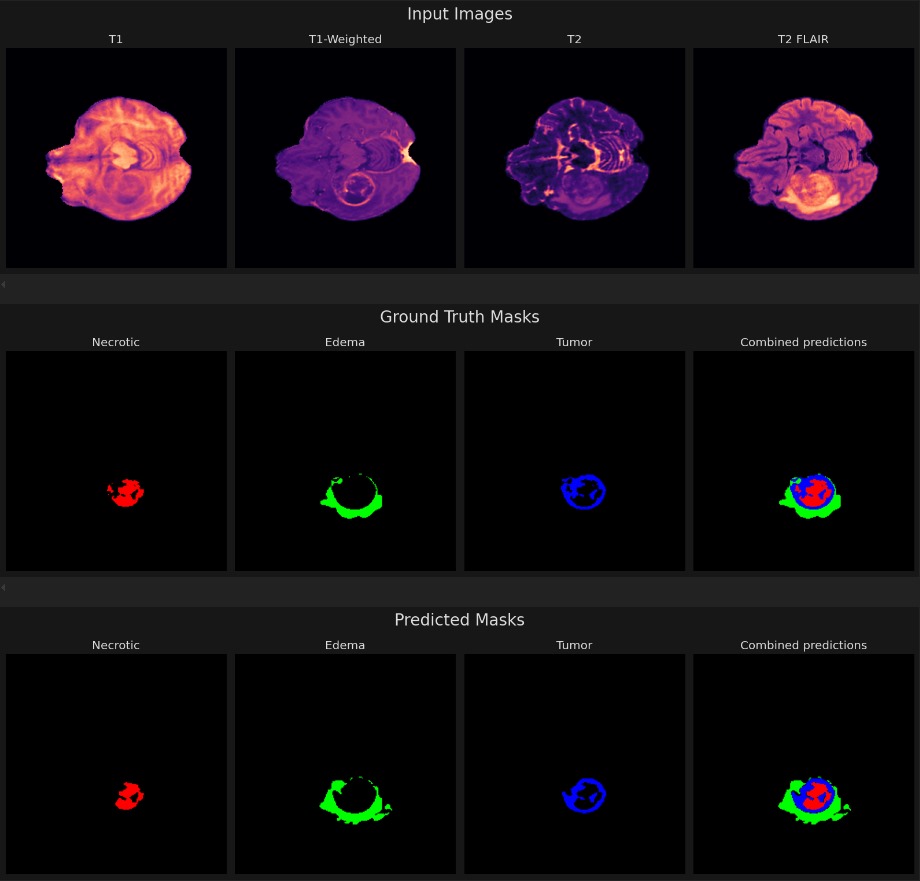 Input Images
T1
T1-Weighted
T2
T2 FLAIR
Ground Truth Masks
Necrotic
Edema
Tumor
Combined predictions
Predicted Masks
Necrotic
Edema
Tumor
Combined predictions